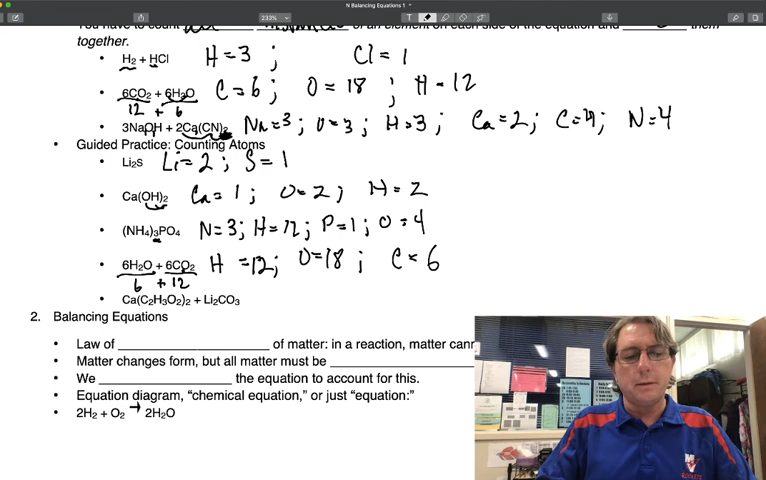 N Balancing Equations 1
233%
of an element on each side of the equation and
together.
H2 + HCl H = 3 ; Cl = 1
6CO2 + 6H2O C = 6 ; O = 18 ; H = 12
12 + 6
3NaOH + 2Ca(CN)2 Na = 3; O = 3 ; H = 3 ; Ca = 2; C = 4; N = 4
Guided Practice: Counting Atoms
Li2S Li = 2 ; S = 1
Ca(OH)2 Ca = 1 ; O = 2 ; H = 2
(NH4)3PO4 N = 3; H = 12 ; P = 1 ; O = 4
6H2O + 6CO2 H = 12; O = 18 ; C = 6
6 + 12
Ca(C2H3O2)2 + Li2CO3
2. Balancing Equations
Law of ____________ of matter: in a reaction, matter can
Matter changes form, but all matter must be ____________
We ____________ the equation to account for this.
Equation diagram, “chemical equation,” or just “equation:”
2H2 + O2 → 2H2O